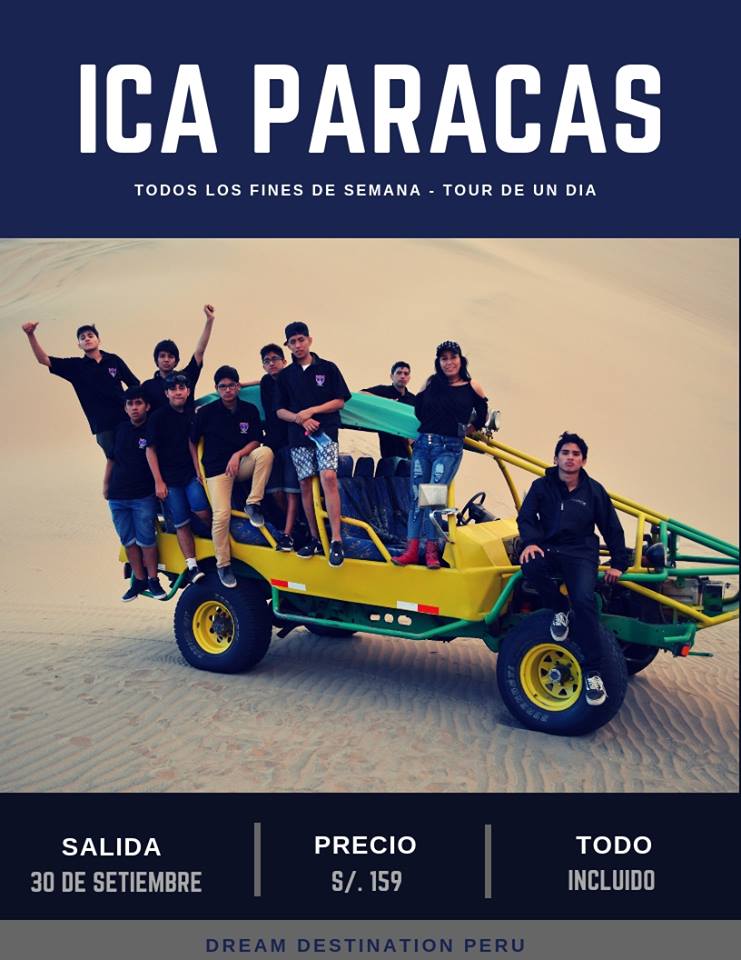 ICA PARACAS
TODOS LOS FINES DE SEMANA - TOUR DE UN DIA
SALIDA
30 DE SETIEMBRE
PRECIO
S/. 159
TODO
INCLUIDO
DREAM DESTINATION PERU